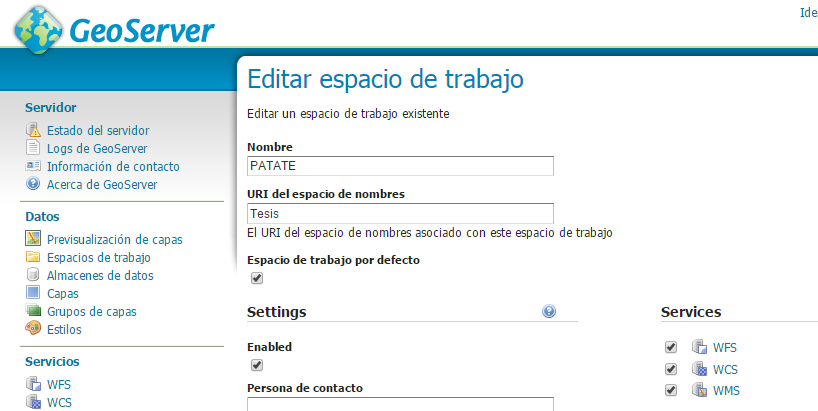 GeoServer
Ide
Servidor
Estado del servidor
Logs de GeoServer
Información de contacto
Acerca de GeoServer
Datos
Previsualización de capas
Espacios de trabajo
Almacenes de datos
Capas
Grupos de capas
Estilos
Servicios
WFS
WCS
Editar espacio de trabajo
Editar un espacio de trabajo existente
Nombre
PATATE
URI del espacio de nombres
Tesis
El URI del espacio de nombres asociado con este espacio de trabajo
Espacio de trabajo por defecto
Settings
Enabled
Persona de contacto
Services
WFS
WCS
WMS